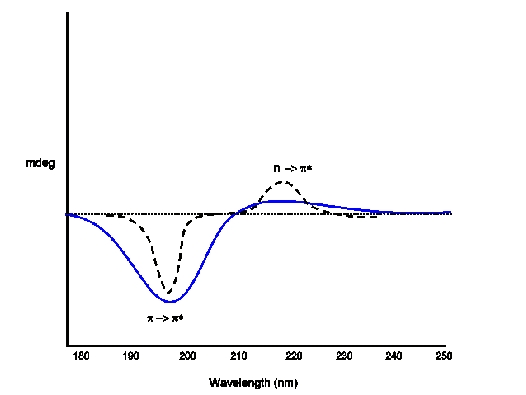 n -> π*
mdeg
π -> π*
180 190 200 210 220 230 240 250
Wavelength (nm)